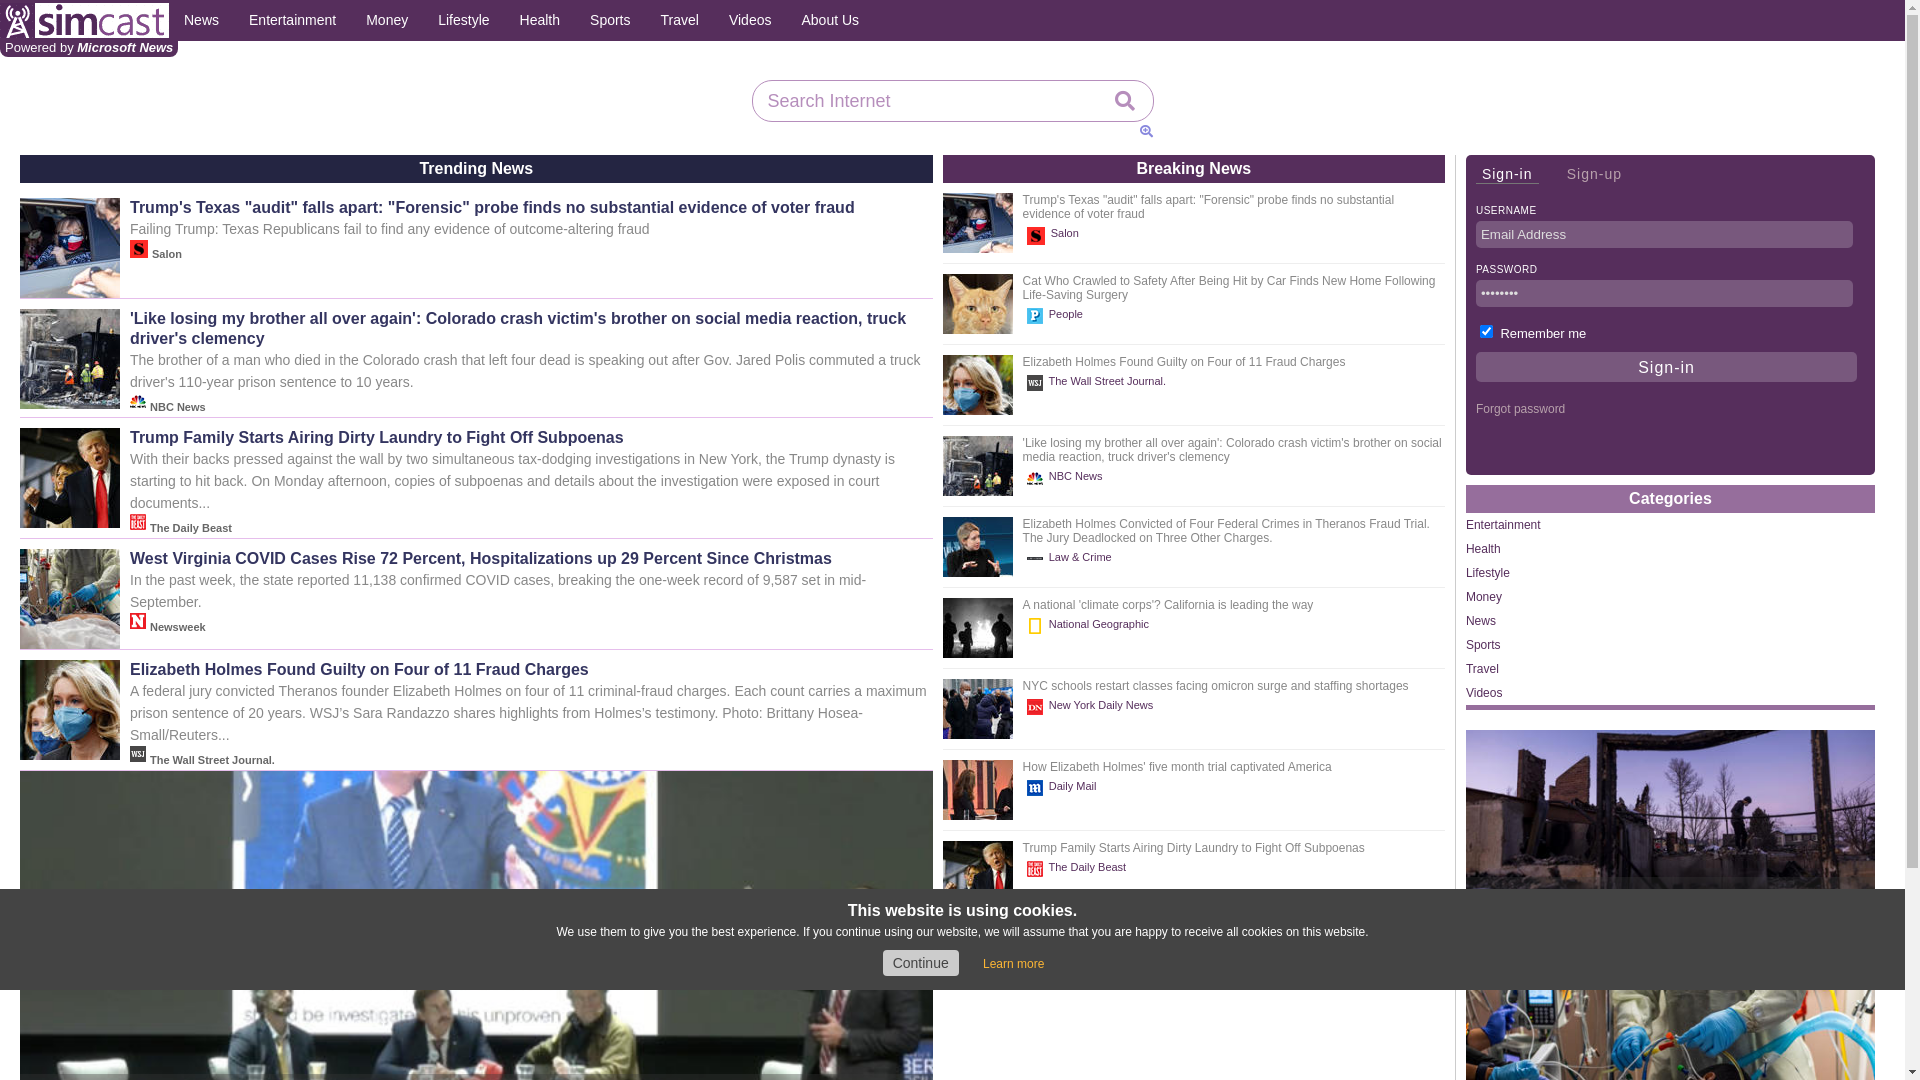 simcast
News
Entertainment
Money
Lifestyle
Health
Sports
Travel
Videos
About Us
Powered by Microsoft News
Search Internet
Trending News
Trump's Texas "audit" falls apart: "Forensic" probe finds no substantial evidence of voter fraud
Failing Trump: Texas Republicans fail to find any evidence of outcome-altering fraud
Salon
'Like losing my brother all over again': Colorado crash victim's brother on social media reaction, truck
driver's clemency
The brother of a man who died in the Colorado crash that left four dead is speaking out after Gov. Jared Polis commuted a truck
driver's 110-year prison sentence to 10 years.
NBC News
Trump Family Starts Airing Dirty Laundry to Fight Off Subpoenas
With their backs pressed against the wall by two simultaneous tax-dodging investigations in New York, the Trump dynasty is
starting to hit back. On Monday afternoon, copies of subpoenas and details about the investigation were exposed in court
documents...
The Daily Beast
West Virginia COVID Cases Rise 72 Percent, Hospitalizations up 29 Percent Since Christmas
In the past week, the state reported 11,138 confirmed COVID cases, breaking the one-week record of 9,587 set in mid-
September.
Newsweek
Elizabeth Holmes Found Guilty on Four of 11 Fraud Charges
A federal jury convicted Theranos founder Elizabeth Holmes on four of 11 criminal-fraud charges. Each count carries a maximum
prison sentence of 20 years. WSJ's Sara Randazzo shares highlights from Holmes's testimony. Photo: Brittany Hosea-
Small/Reuters...
WSJ
The Wall Street Journal.
Breaking News
Trump's Texas "audit" falls apart: "Forensic" probe finds no substantial
evidence of voter fraud
Salon
Cat Who Crawled to Safety After Being Hit by Car Finds New Home Following
Life-Saving Surgery
People
Elizabeth Holmes Found Guilty on Four of 11 Fraud Charges
WSJ
The Wall Street Journal.
'Like losing my brother all over again': Colorado crash victim's brother on social
media reaction, truck driver's clemency
NBC News
Elizabeth Holmes Convicted of Four Federal Crimes in Theranos Fraud Trial.
The Jury Deadlocked on Three Other Charges.
Law & Crime
A national 'climate corps'? California is leading the way
National Geographic
NYC schools restart classes facing omicron surge and staffing shortages
DN
New York Daily News
How Elizabeth Holmes' five month trial captivated America
Daily Mail
Trump Family Starts Airing Dirty Laundry to Fight Off Subpoenas
The Daily Beast
Sign-in
Sign-up
USERNAME
Email Address
PASSWORD
••••••••
Remember me
Sign-in
Forgot password
Categories
Entertainment
Health
Lifestyle
Money
News
Sports
Travel
Videos
This website is using cookies.
We use them to give you the best experience. If you continue using our website, we will assume that you are happy to receive all cookies on this website.
Continue
Learn more